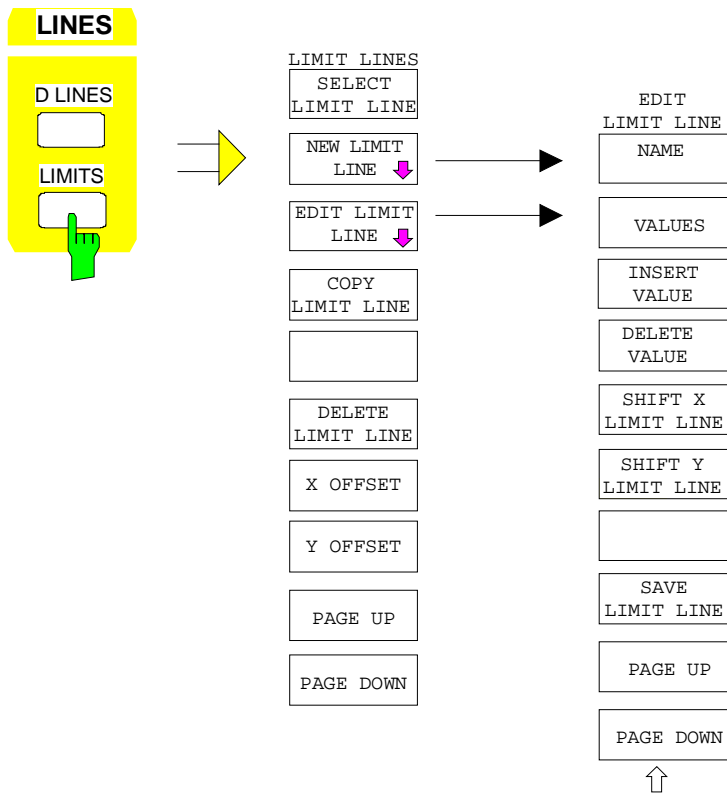 LINES
D LINES
LIMITS
LIMIT LINES
SELECT
LIMIT LINE
NEW LIMIT
LINE
EDIT LIMIT
LINE
COPY
LIMIT LINE
DELETE
LIMIT LINE
X OFFSET
Y OFFSET
PAGE UP
PAGE DOWN
EDIT
LIMIT LINE
NAME
VALUES
INSERT
VALUE
DELETE
VALUE
SHIFT X
LIMIT LINE
SHIFT Y
LIMIT LINE
SAVE
LIMIT LINE
PAGE UP
PAGE DOWN